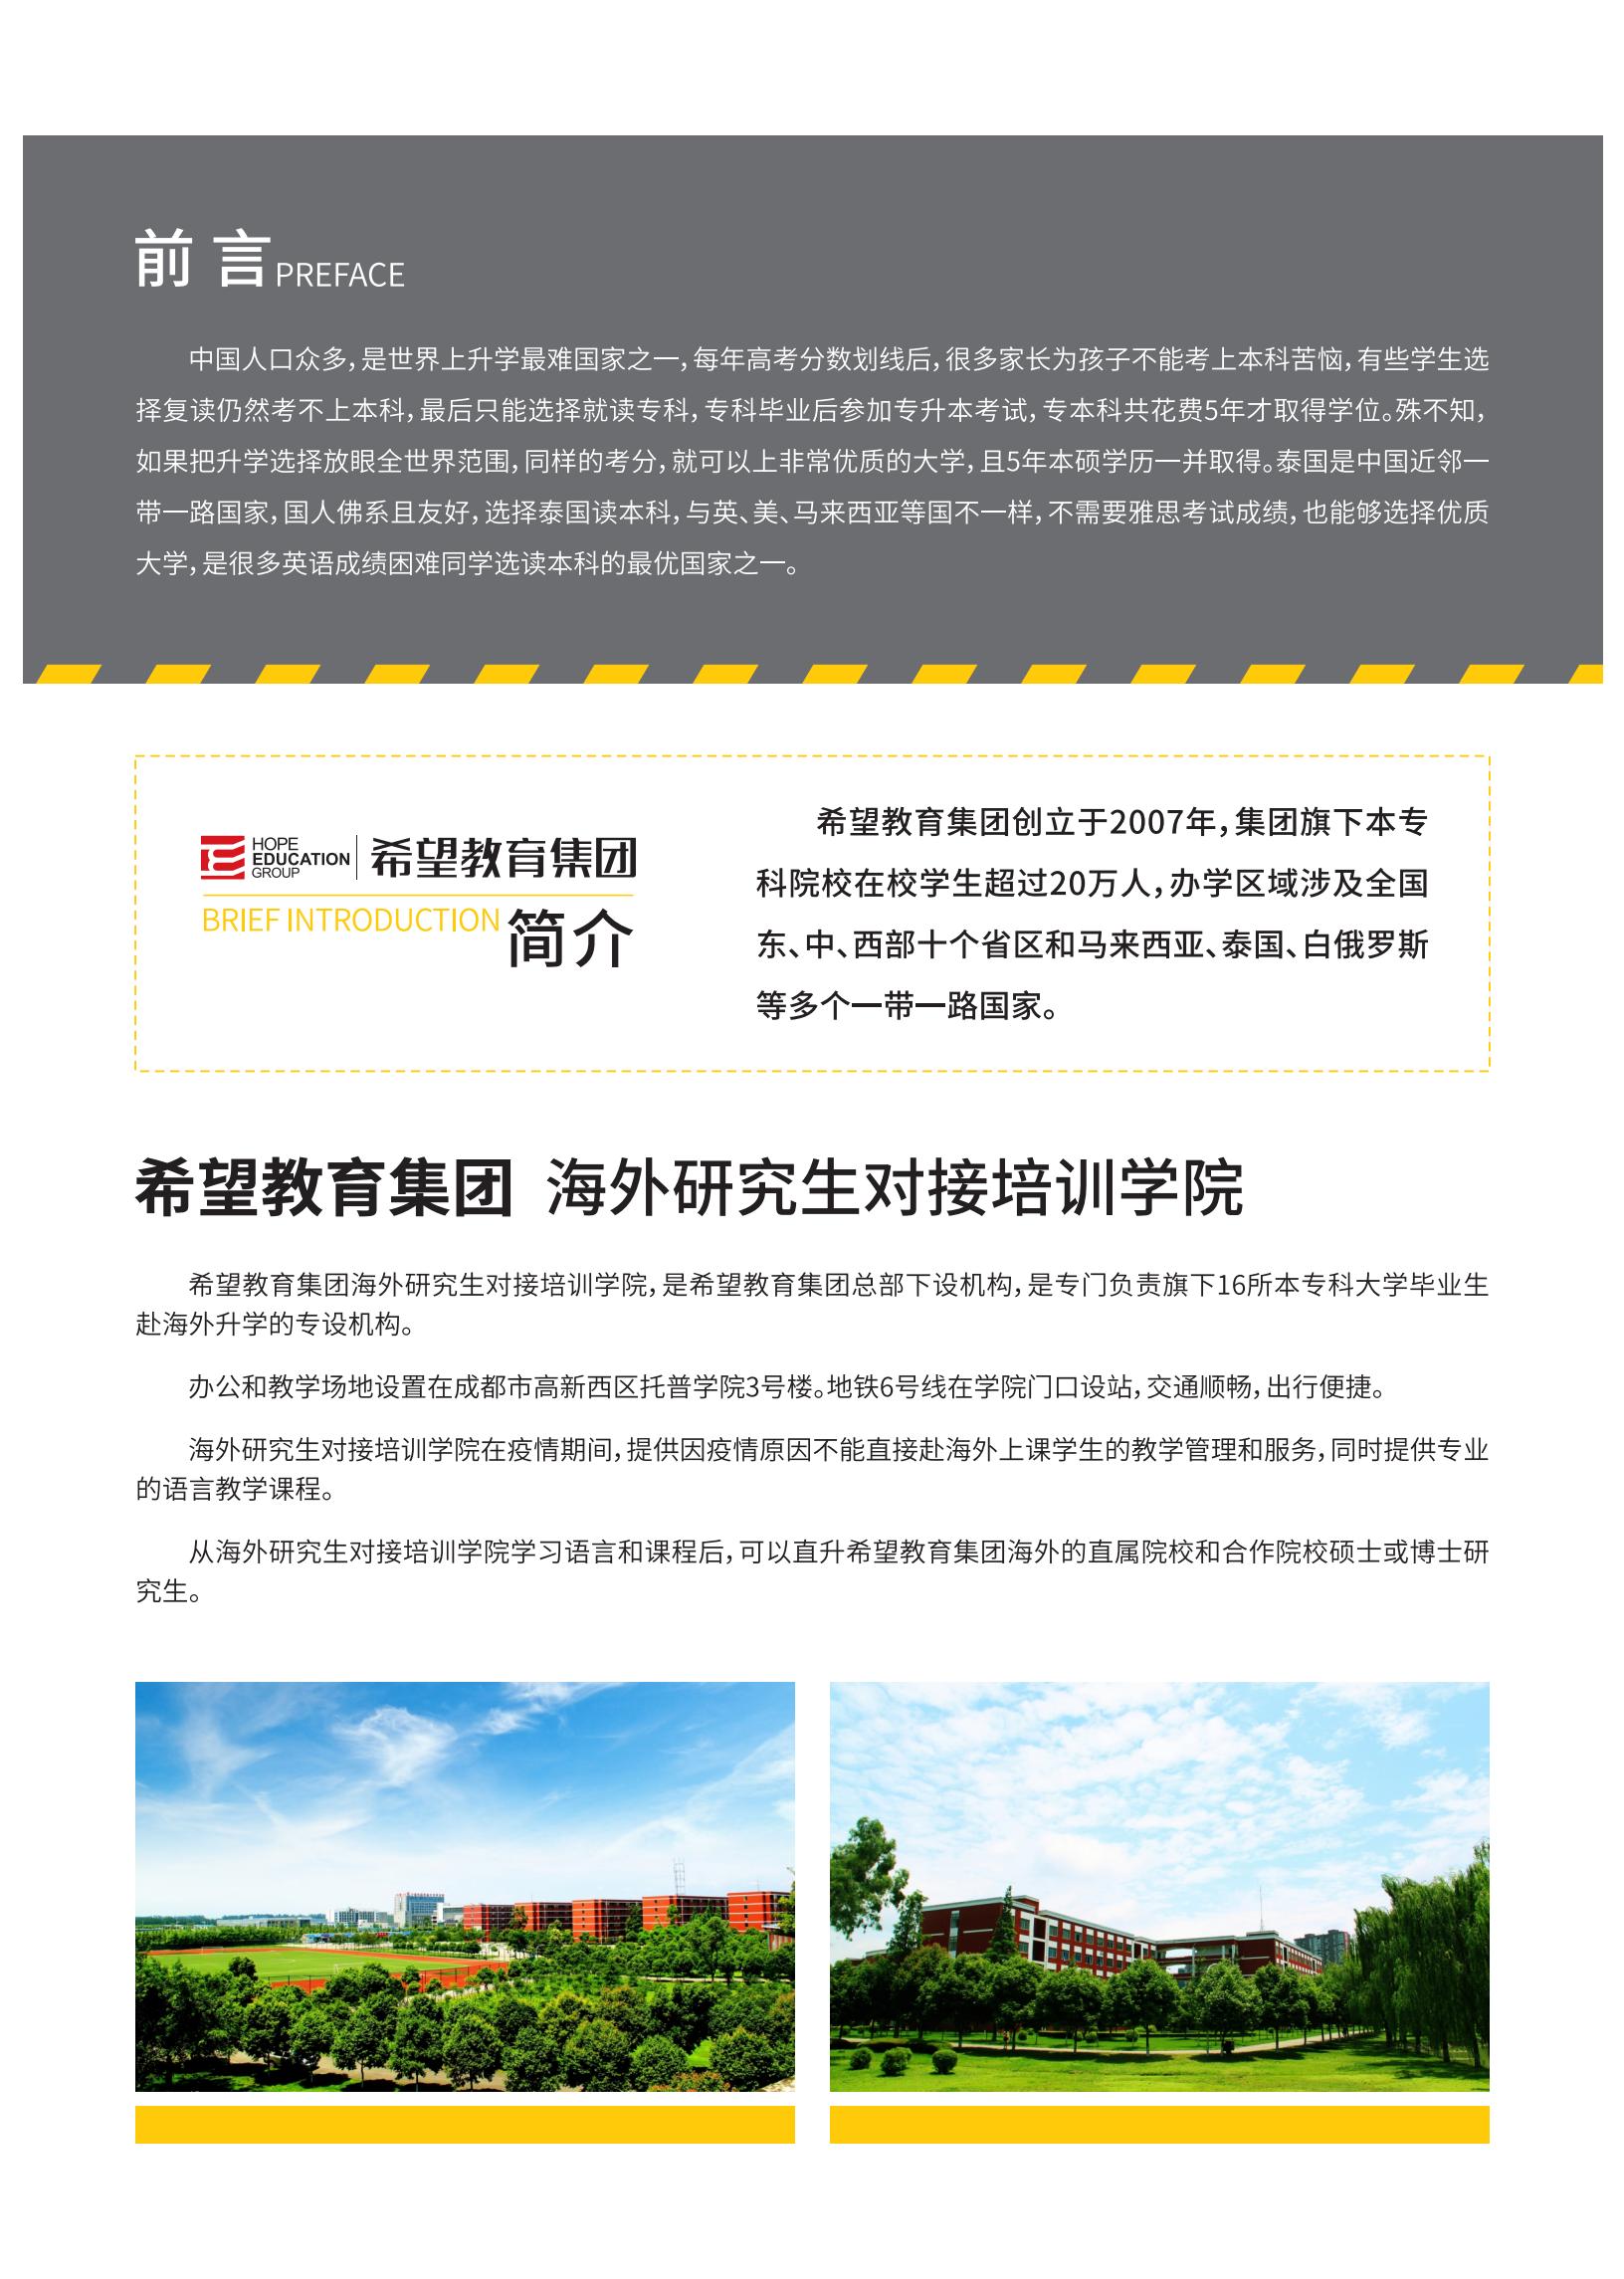 前 言 PREFACE
中国人口众多，是世界上升学最难国家之一，每年高考分数划线后，很多家长为孩子不能考上本科苦恼，有些学生选
择复读仍然考不上本科，最后只能选择就读专科，专科毕业后参加专升本考试，专本科共花费5年才取得学位。殊不知，
如果把升学选择放眼全世界范围，同样的考分，就可以上非常优质的大学，且5年本硕学历一并取得。泰国是中国近邻一
带一路国家，国人佛系且友好，选择泰国读本科，与英、美、马来西亚等国不一样，不需要雅思考试成绩，也能够选择优质
大学，是很多英语成绩困难同学选读本科的最优国家之一。
HOPE
EDUCATION
GROUP
希望教育集团
BRIEF INTRODUCTION 简介
希望教育集团创立于2007年，集团旗下本专
科院校在校学生超过20万人，办学区域涉及全国
东、中、西部十个省区和马来西亚、泰国、白俄罗斯
等多个一带一路国家。
希望教育集团 海外研究生对接培训学院
希望教育集团海外研究生对接培训学院，是希望教育集团总部下设机构，是专门负责旗下16所本专科大学毕业生
赴海外升学的专设机构。
办公和教学场地设置在成都市高新西区托普学院3号楼。地铁6号线在学院门口设站，交通顺畅，出行便捷。
海外研究生对接培训学院在疫情期间，提供因疫情原因不能直接赴海外上课学生的教学管理和服务，同时提供专业
的语言教学课程。
从海外研究生对接培训学院学习语言和课程后，可以直升希望教育集团海外的直属院校和合作院校硕士或博士研
究生。